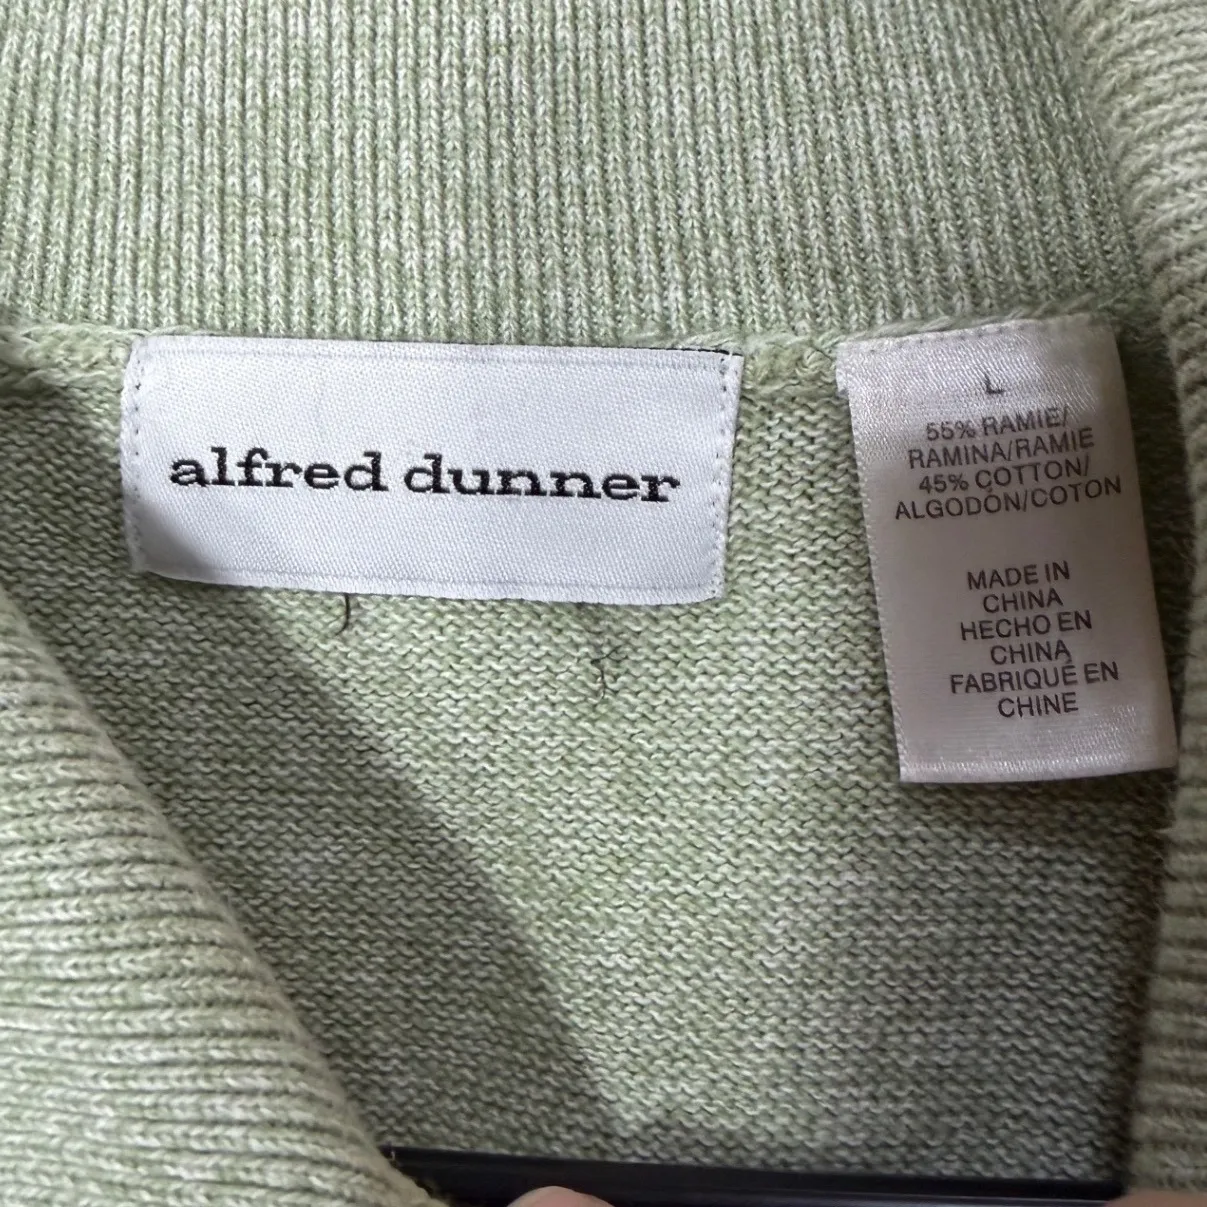 alfred dunner
L
55% RAMIE/
RAMINA/RAMIE
45% COTTON/
ALGODÓN/COTON
MADE IN
CHINA
HECHO EN
CHINA
FABRIQUÉ EN
CHINE